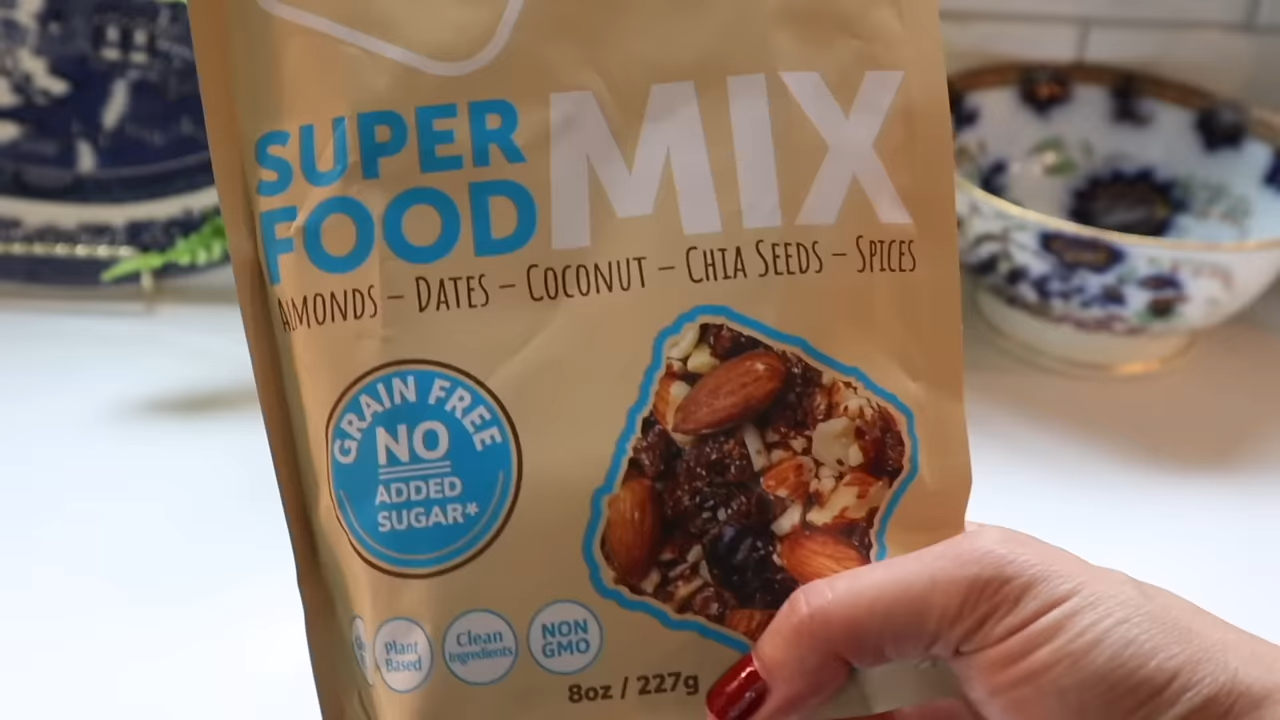 SUPER
FOOD MIX
ALMONDS – DATES – COCONUT – CHIA SEEDS – SPICES
GRAIN FREE
NO
ADDED
SUGAR*
Plant
Based
Clean
Ingredients
NON
GMO
8oz / 227g